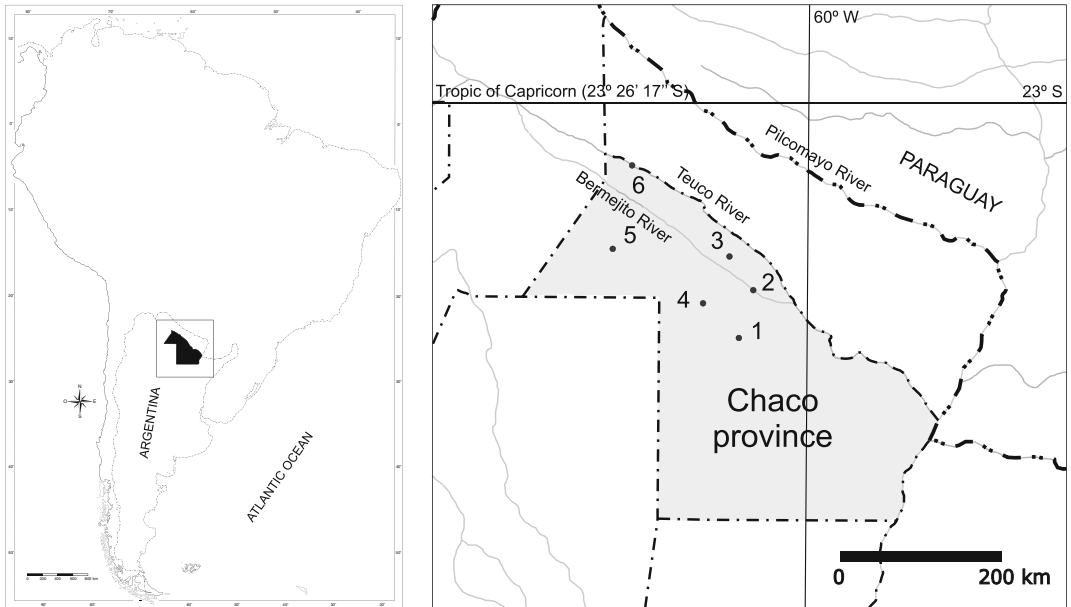 N
O
E
S
ARGENTINA
ATLANTIC OCEAN
60º W
Tropic of Capricorn (23º 26’ 17” S)
23º S
Pilcomayo River
PARAGUAY
Teuco River
Bermejito River
6
5
3
2
4
1
Chaco
province
0
200 km